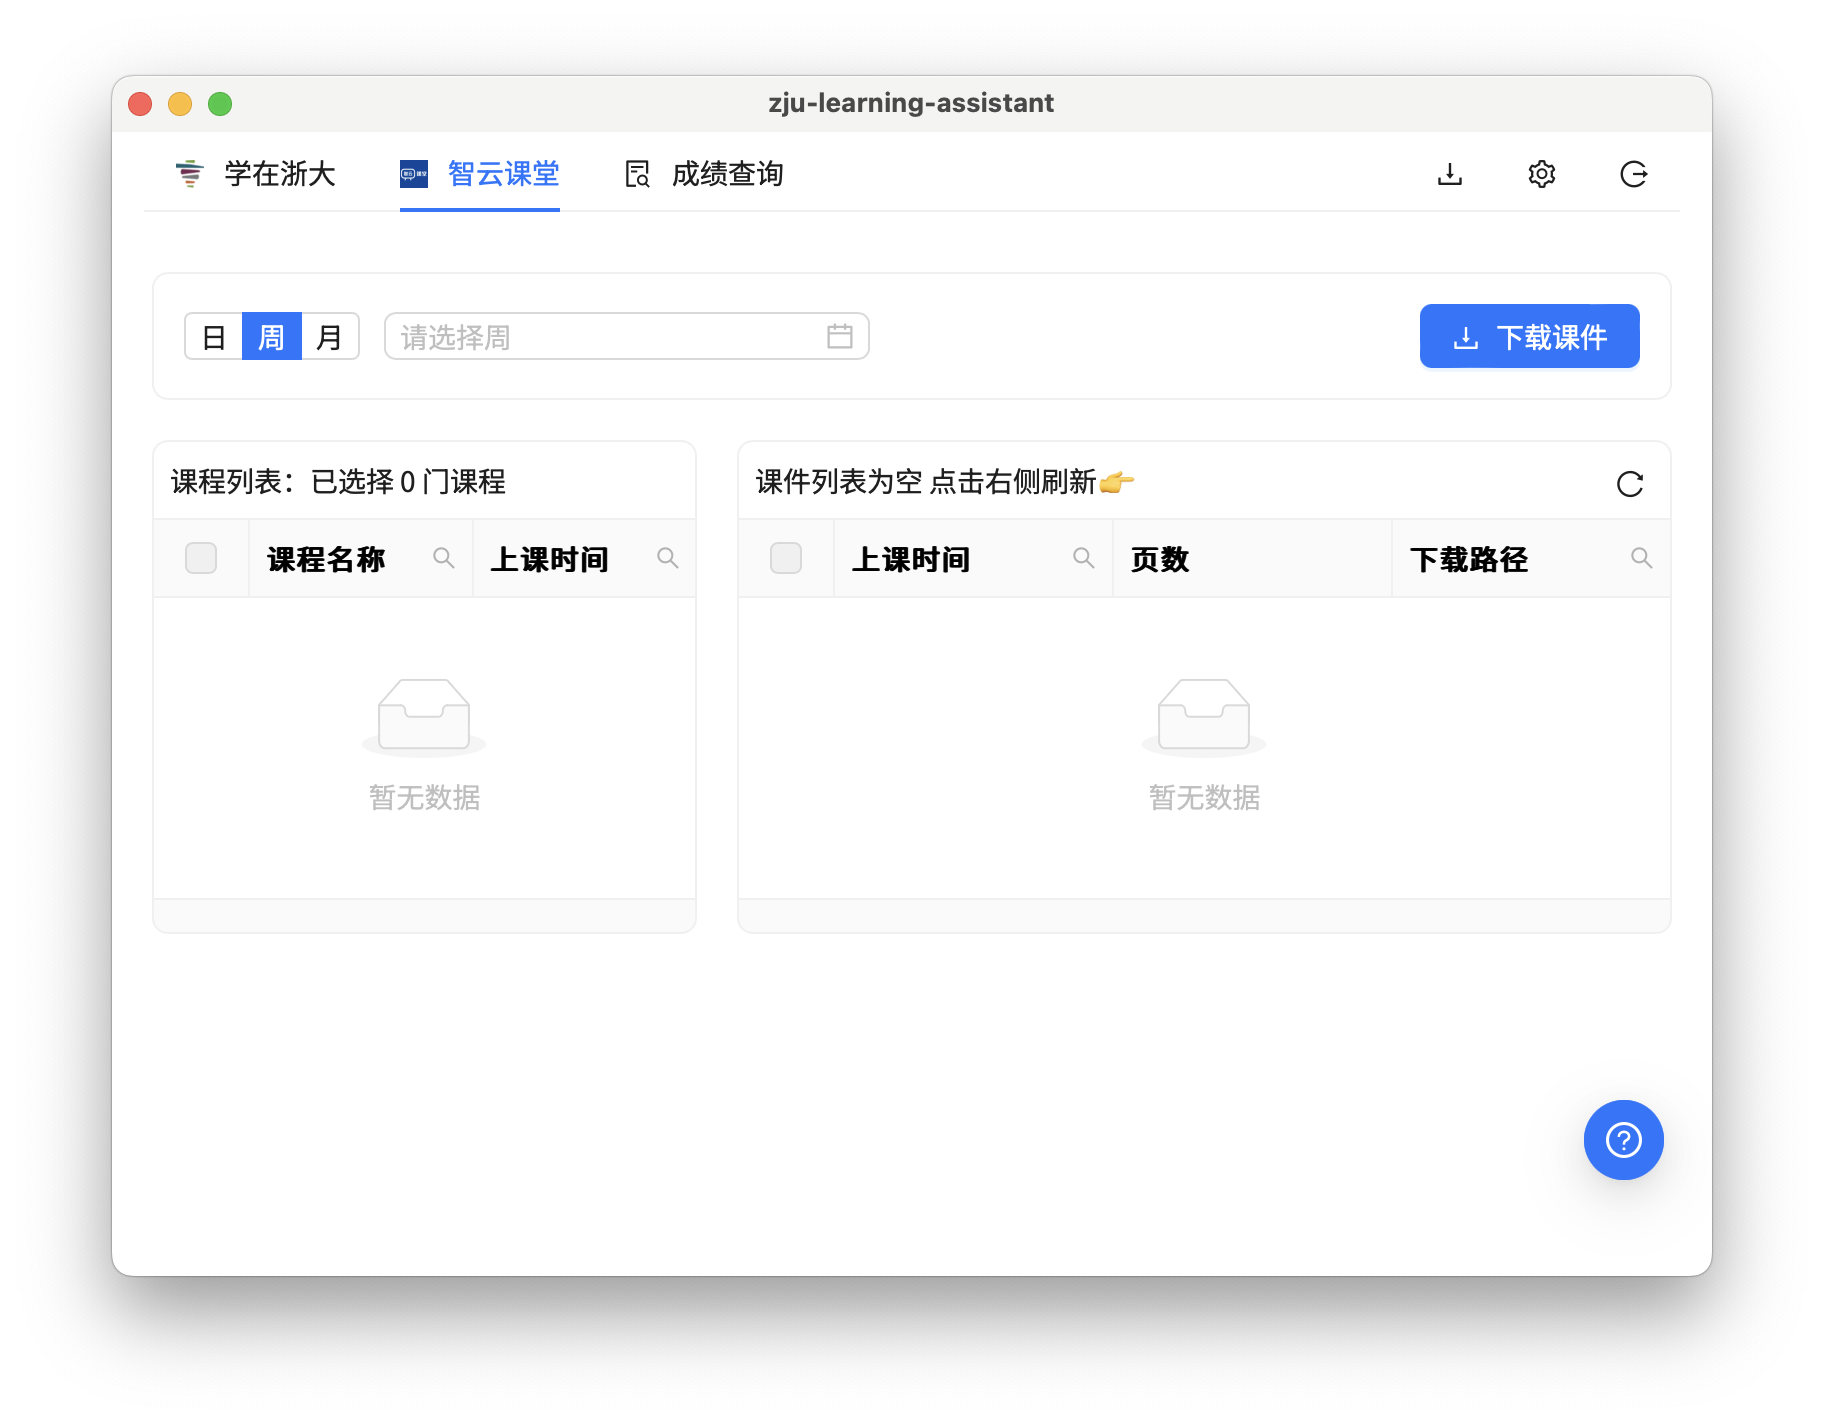 zju-learning-assistant
学在浙大 智云课堂 成绩查询
日 周 月 请选择周 下载课件
课程列表：已选择 0 门课程
课程名称 上课时间
暂无数据
课件列表为空 点击右侧刷新👉
上课时间 页数 下载路径
暂无数据